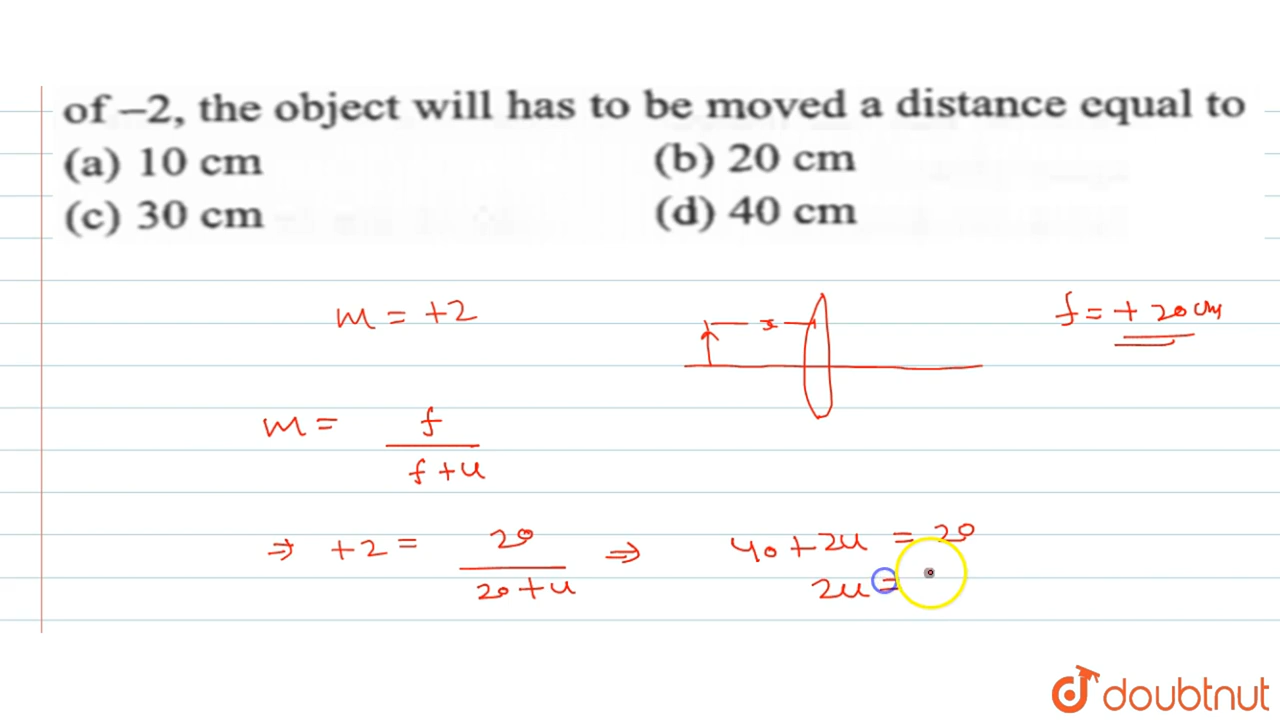 of –2, the object will has to be moved a distance equal to
(a) 10 cm (b) 20 cm
(c) 30 cm (d) 40 cm
m = +2
x
f = + 20 cm
m = f / f + u
⇒ +2 = 20 / 20 + u ⇒ 40 + 2u = 20
2u =
doubtnut